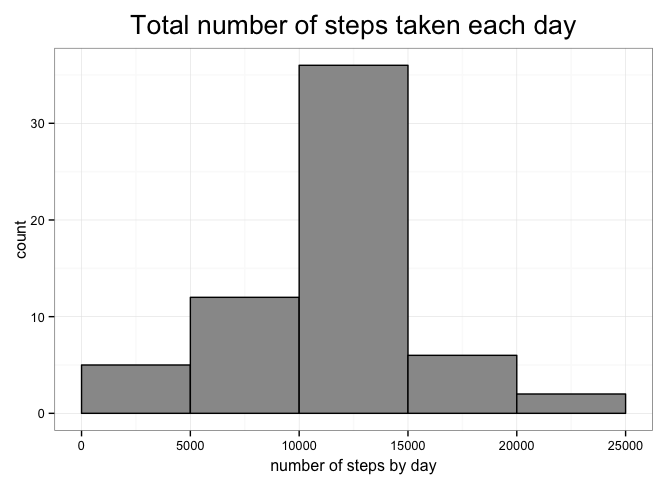 Total number of steps taken each day
30
20
10
0
count
0 5000 10000 15000 20000 25000
number of steps by day